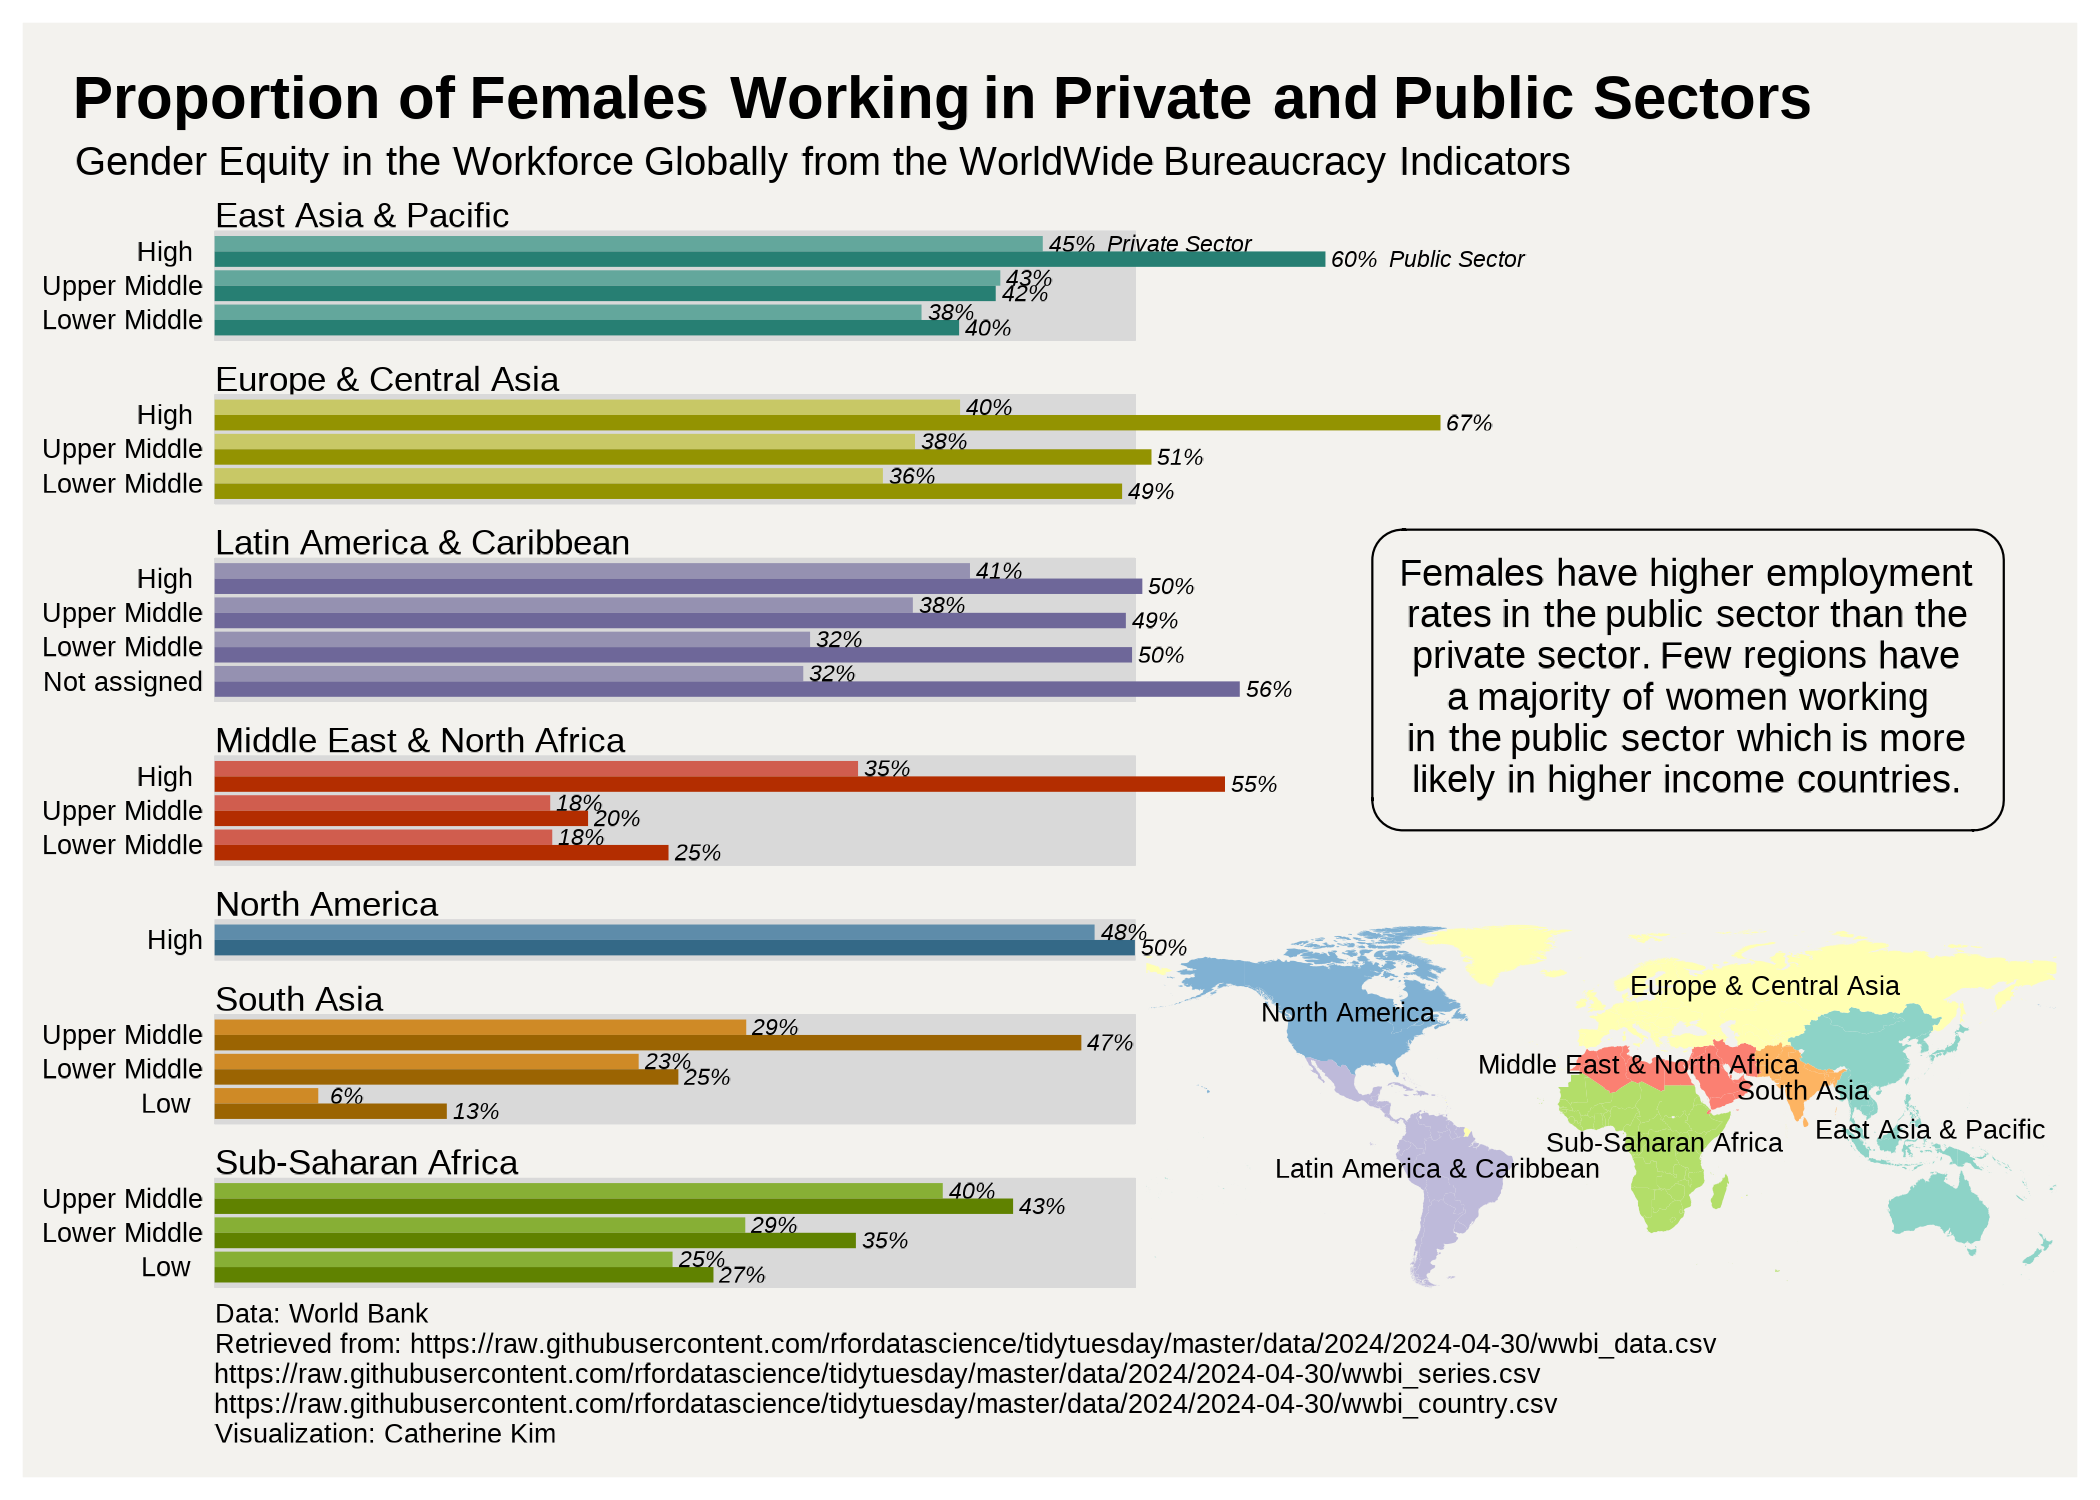 Proportion of Females Working in Private and Public Sectors
Gender Equity in the Workforce Globally from the WorldWide Bureaucracy Indicators
East Asia & Pacific
High 45% Private Sector
60% Public Sector
Upper Middle 43%
42%
Lower Middle 38%
40%
Europe & Central Asia
High 40%
67%
Upper Middle 38%
51%
Lower Middle 36%
49%
Latin America & Caribbean
High 41%
50%
Upper Middle 38%
49%
Lower Middle 32%
50%
Not assigned 32%
56%
Middle East & North Africa
High 35%
55%
Upper Middle 18%
20%
Lower Middle 18%
25%
North America
High 48%
50%
South Asia
Upper Middle 29%
47%
Lower Middle 23%
25%
Low 6%
13%
Sub-Saharan Africa
Upper Middle 40%
43%
Lower Middle 29%
35%
Low 25%
27%
Females have higher employment
rates in the public sector than the
private sector. Few regions have
a majority of women working
in the public sector which is more
likely in higher income countries.
Europe & Central Asia
North America
Middle East & North Africa
South Asia
East Asia & Pacific
Sub-Saharan Africa
Latin America & Caribbean
Data: World Bank
Retrieved from: https://raw.githubusercontent.com/rfordatascience/tidytuesday/master/data/2024/2024-04-30/wwbi_data.csv
https://raw.githubusercontent.com/rfordatascience/tidytuesday/master/data/2024/2024-04-30/wwbi_series.csv
https://raw.githubusercontent.com/rfordatascience/tidytuesday/master/data/2024/2024-04-30/wwbi_country.csv
Visualization: Catherine Kim